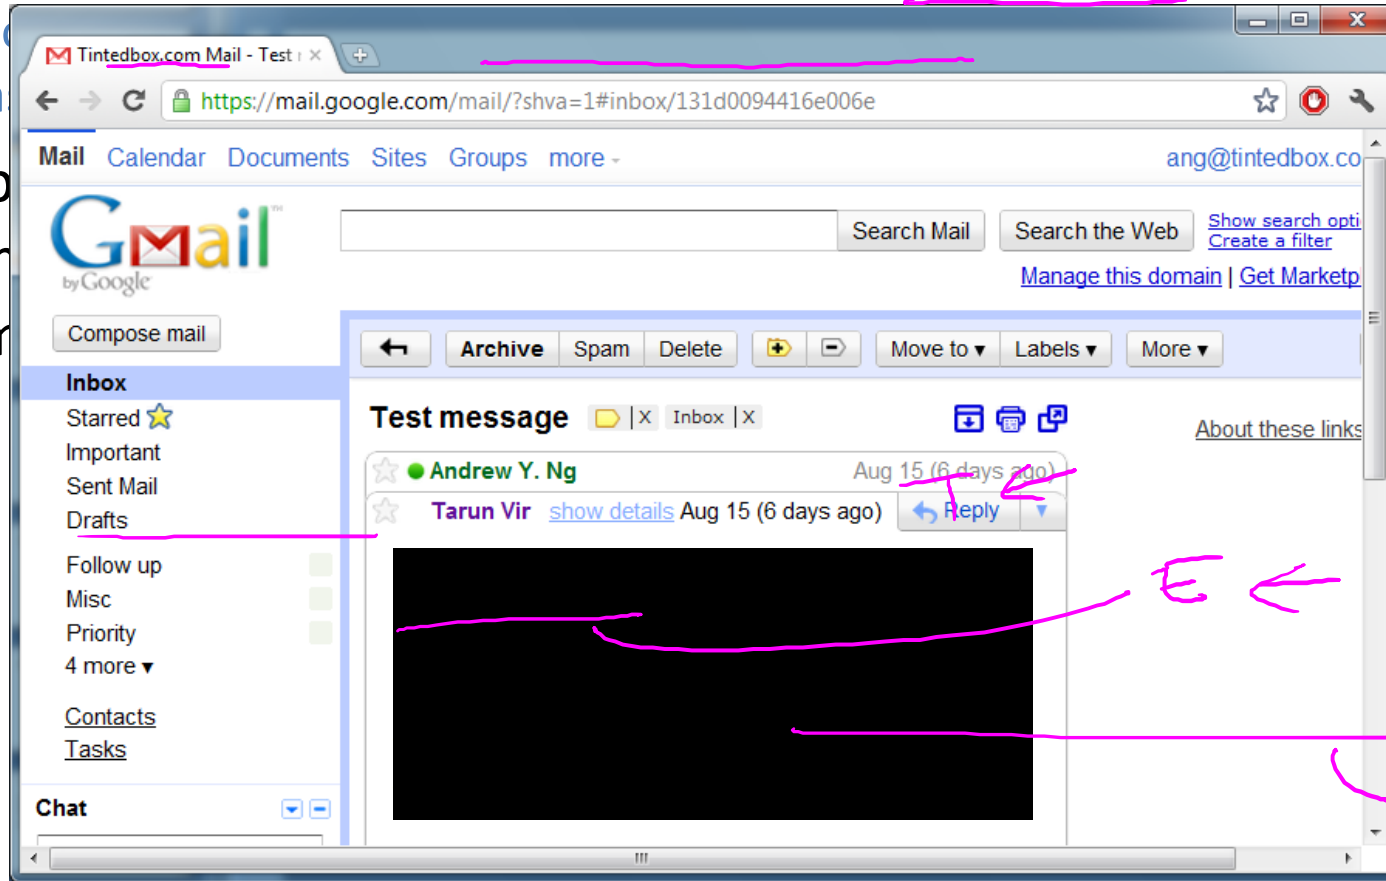 Tintedbox.com Mail - Test
https://mail.google.com/mail/?shva=1#inbox/131d0094416e006e
Mail Calendar Documents Sites Groups more
ang@tintedbox.co
Gmail™
by Google
Search Mail Search the Web Show search opti
Create a filter
Manage this domain | Get Marketp
Compose mail
Archive Spam Delete Move to ▾ Labels ▾ More ▾
Inbox
Starred
Important
Sent Mail
Drafts
Follow up
Misc
Priority
4 more ▾
Contacts
Tasks
Chat
Test message | X Inbox | X
About these links
Andrew Y. Ng Aug 15 (6 days ago)
Tarun Vir show details Aug 15 (6 days ago) Reply
T ←
E ←